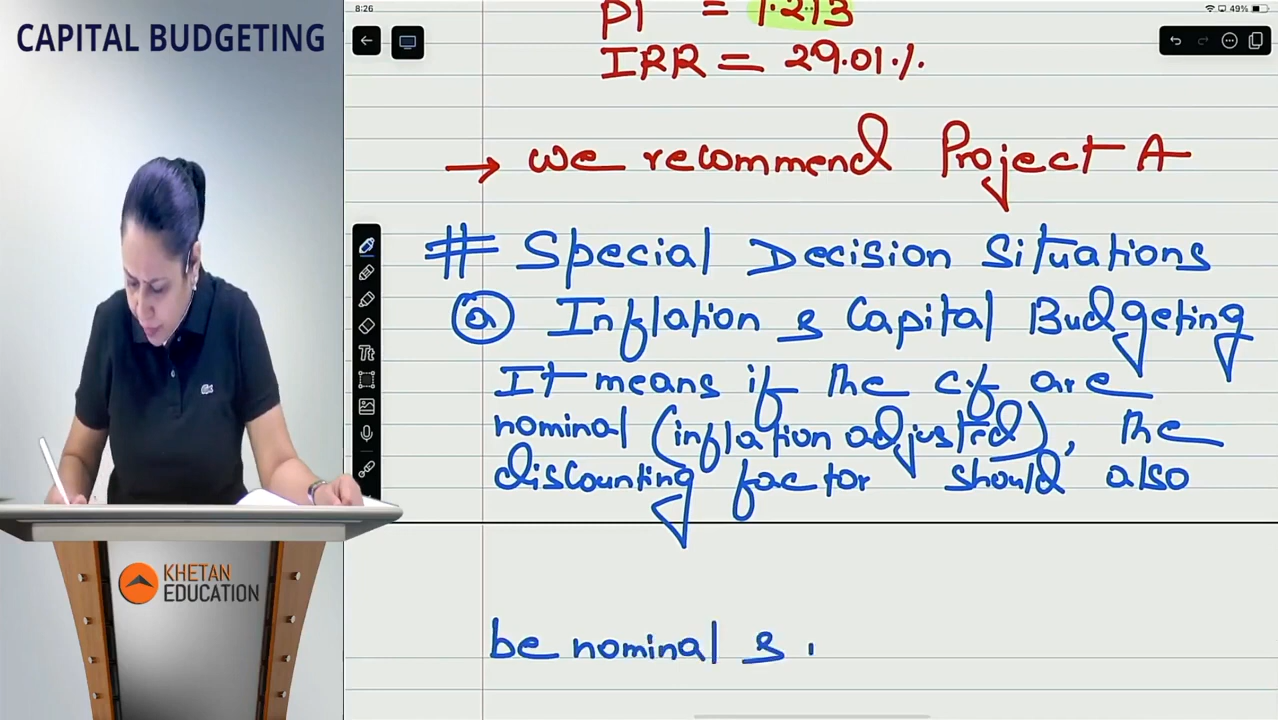 8:26
49%
CAPITAL BUDGETING
PI = 1.213
IRR = 29.01%
→ we recommend Project A
# Special Decision Situations
(a) Inflation & Capital Budgeting
It means if the c.f are
nominal (inflation adjusted), the
discounting factor should also
be nominal &
Tt
KHETAN
EDUCATION